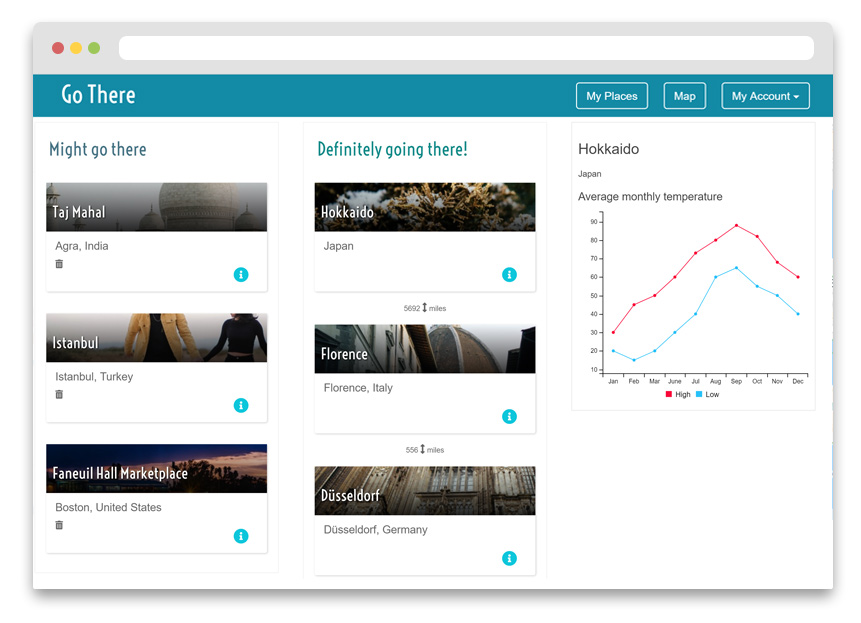 Go There
My Places
Map
My Account
Might go there
Taj Mahal
Agra, India
Istanbul
Istanbul, Turkey
Faneuil Hall Marketplace
Boston, United States
Definitely going there!
Hokkaido
Japan
5692 miles
Florence
Florence, Italy
556 miles
Düsseldorf
Düsseldorf, Germany
Hokkaido
Japan
Average monthly temperature
90
80
70
60
50
40
30
20
10
Jan Feb Mar June Jul Aug Sep Oct Nov Dec
High Low